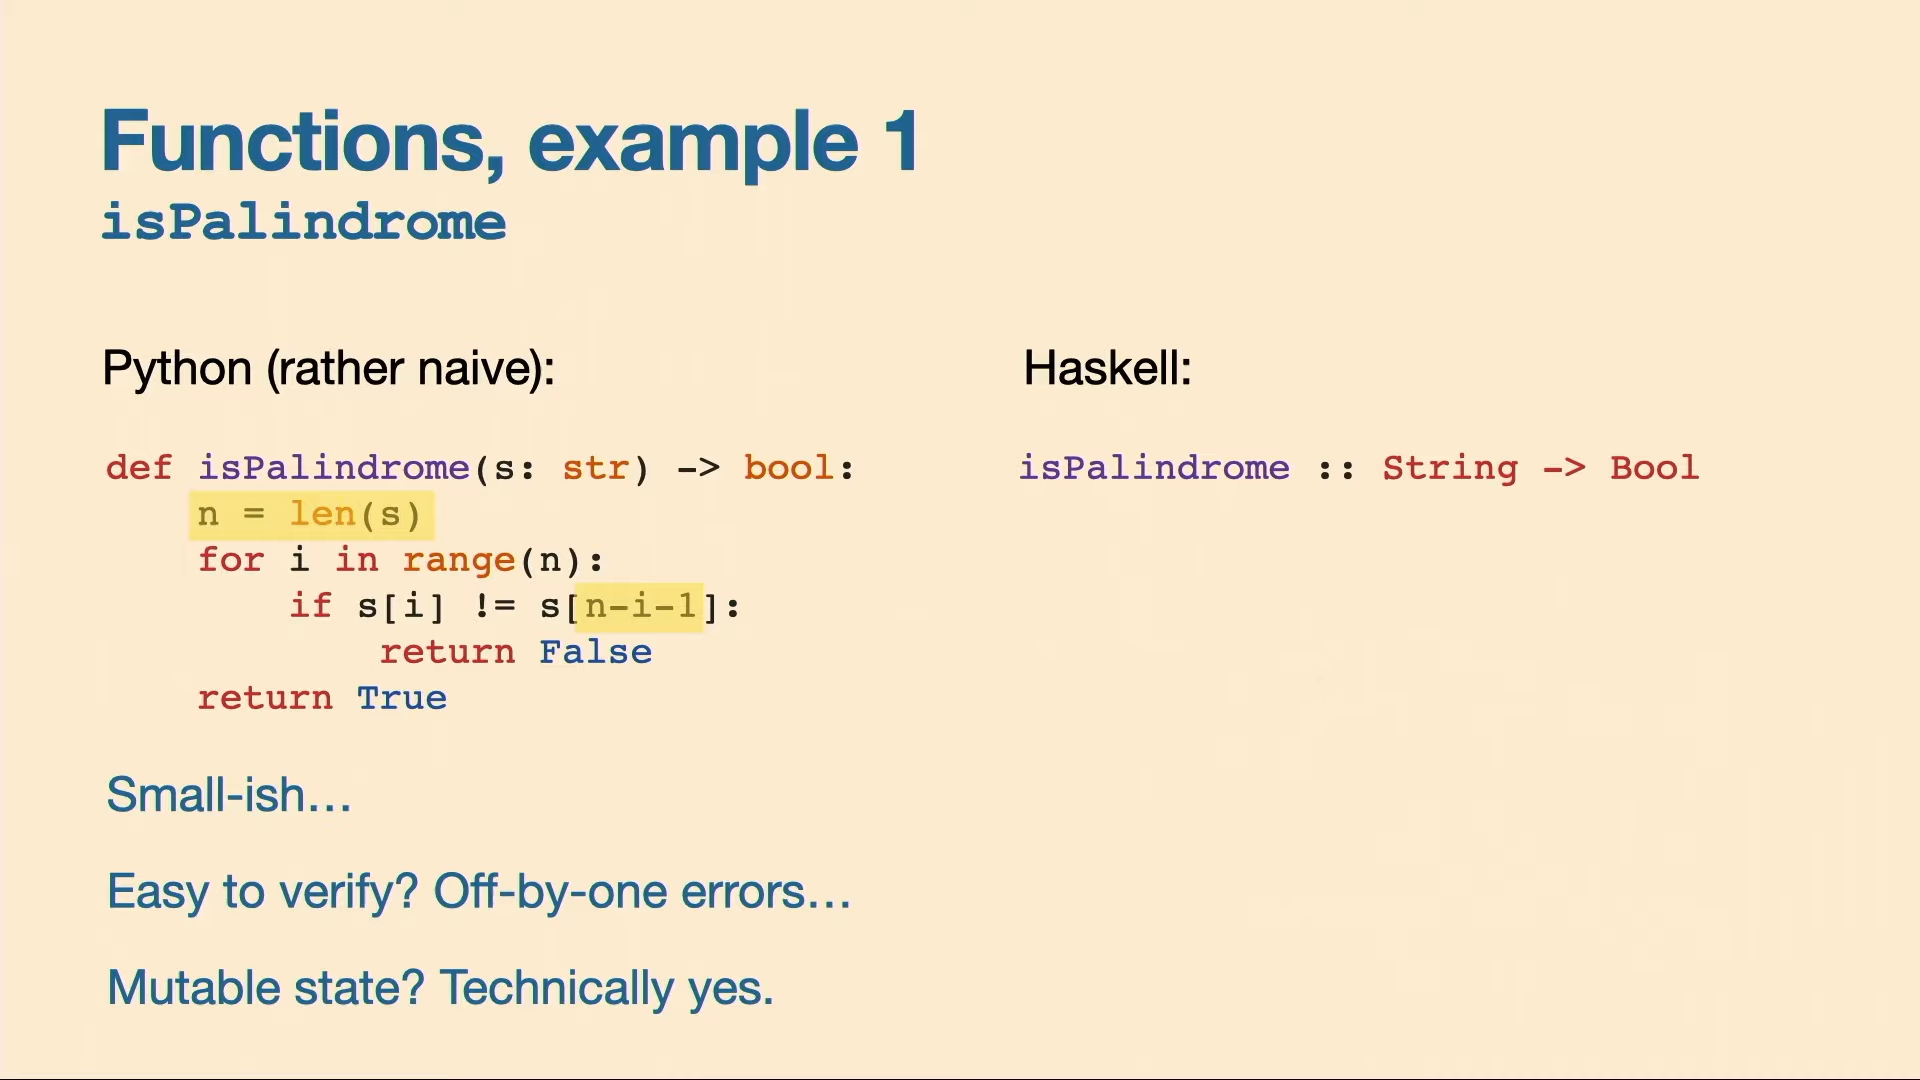 Functions, example 1
isPalindrome
Python (rather naive):
def isPalindrome(s: str) -> bool:
    n = len(s)
    for i in range(n):
        if s[i] != s[n-i-1]:
            return False
    return True
Small-ish…
Easy to verify? Off-by-one errors…
Mutable state? Technically yes.
Haskell:
isPalindrome :: String -> Bool